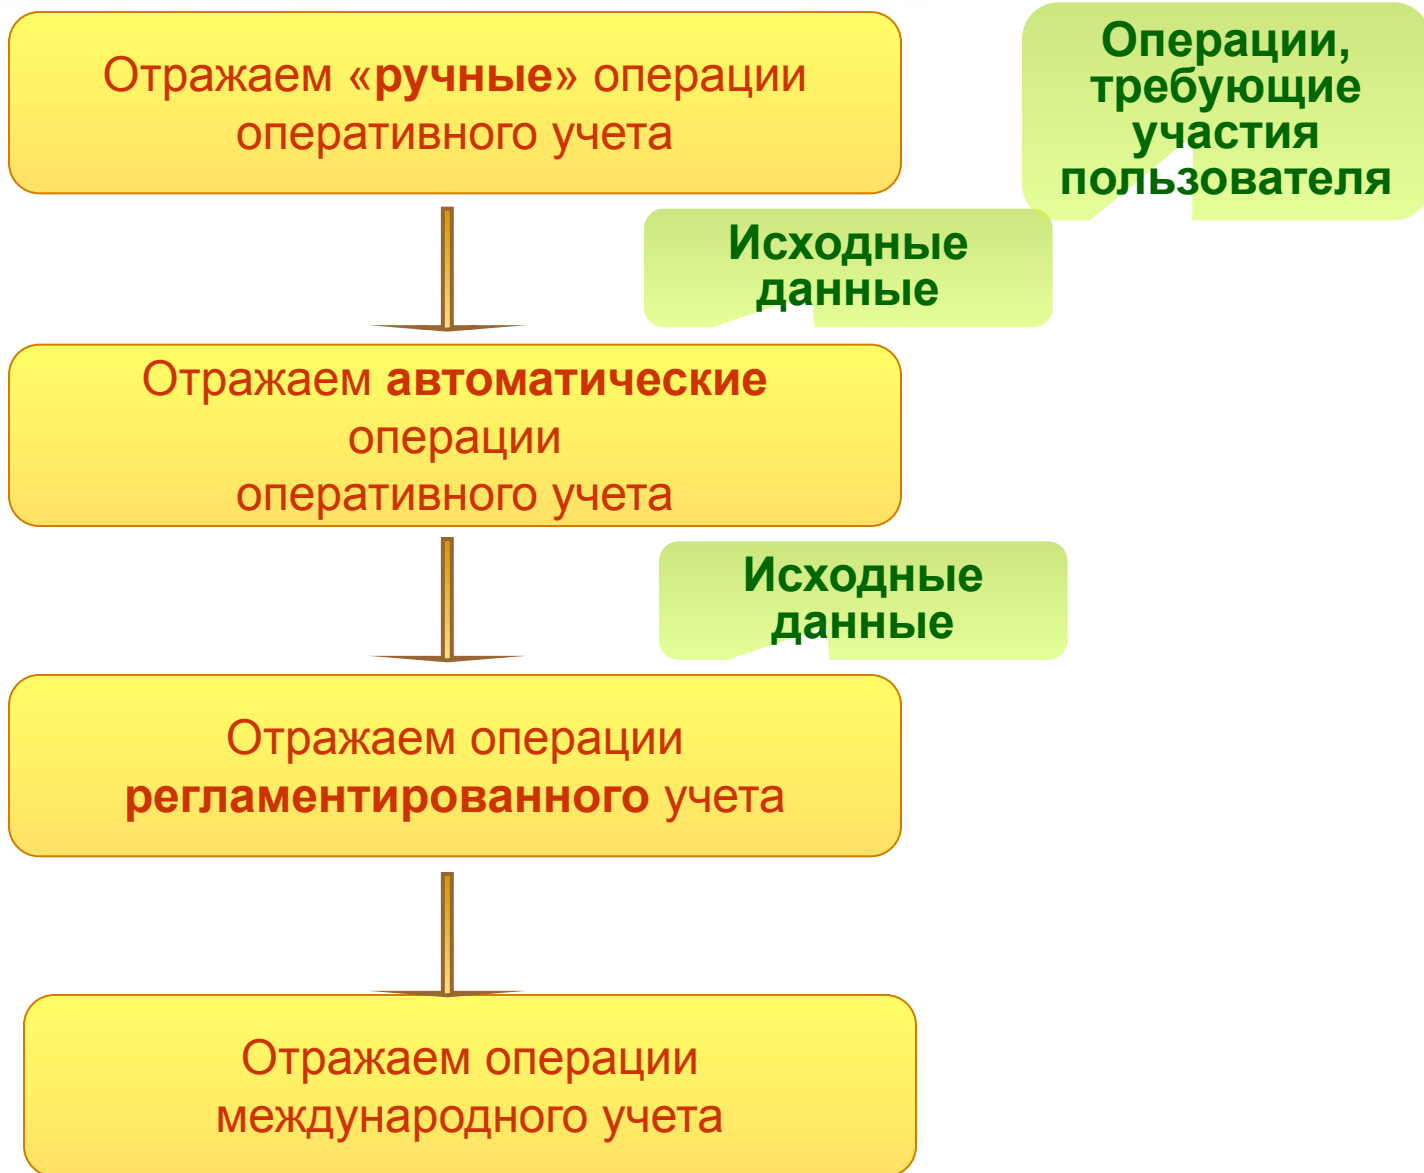 Отражаем «ручные» операции
оперативного учета
Операции,
требующие
участия
пользователя
Исходные
данные
Отражаем автоматические
операции
оперативного учета
Исходные
данные
Отражаем операции
регламентированного учета
Отражаем операции
международного учета